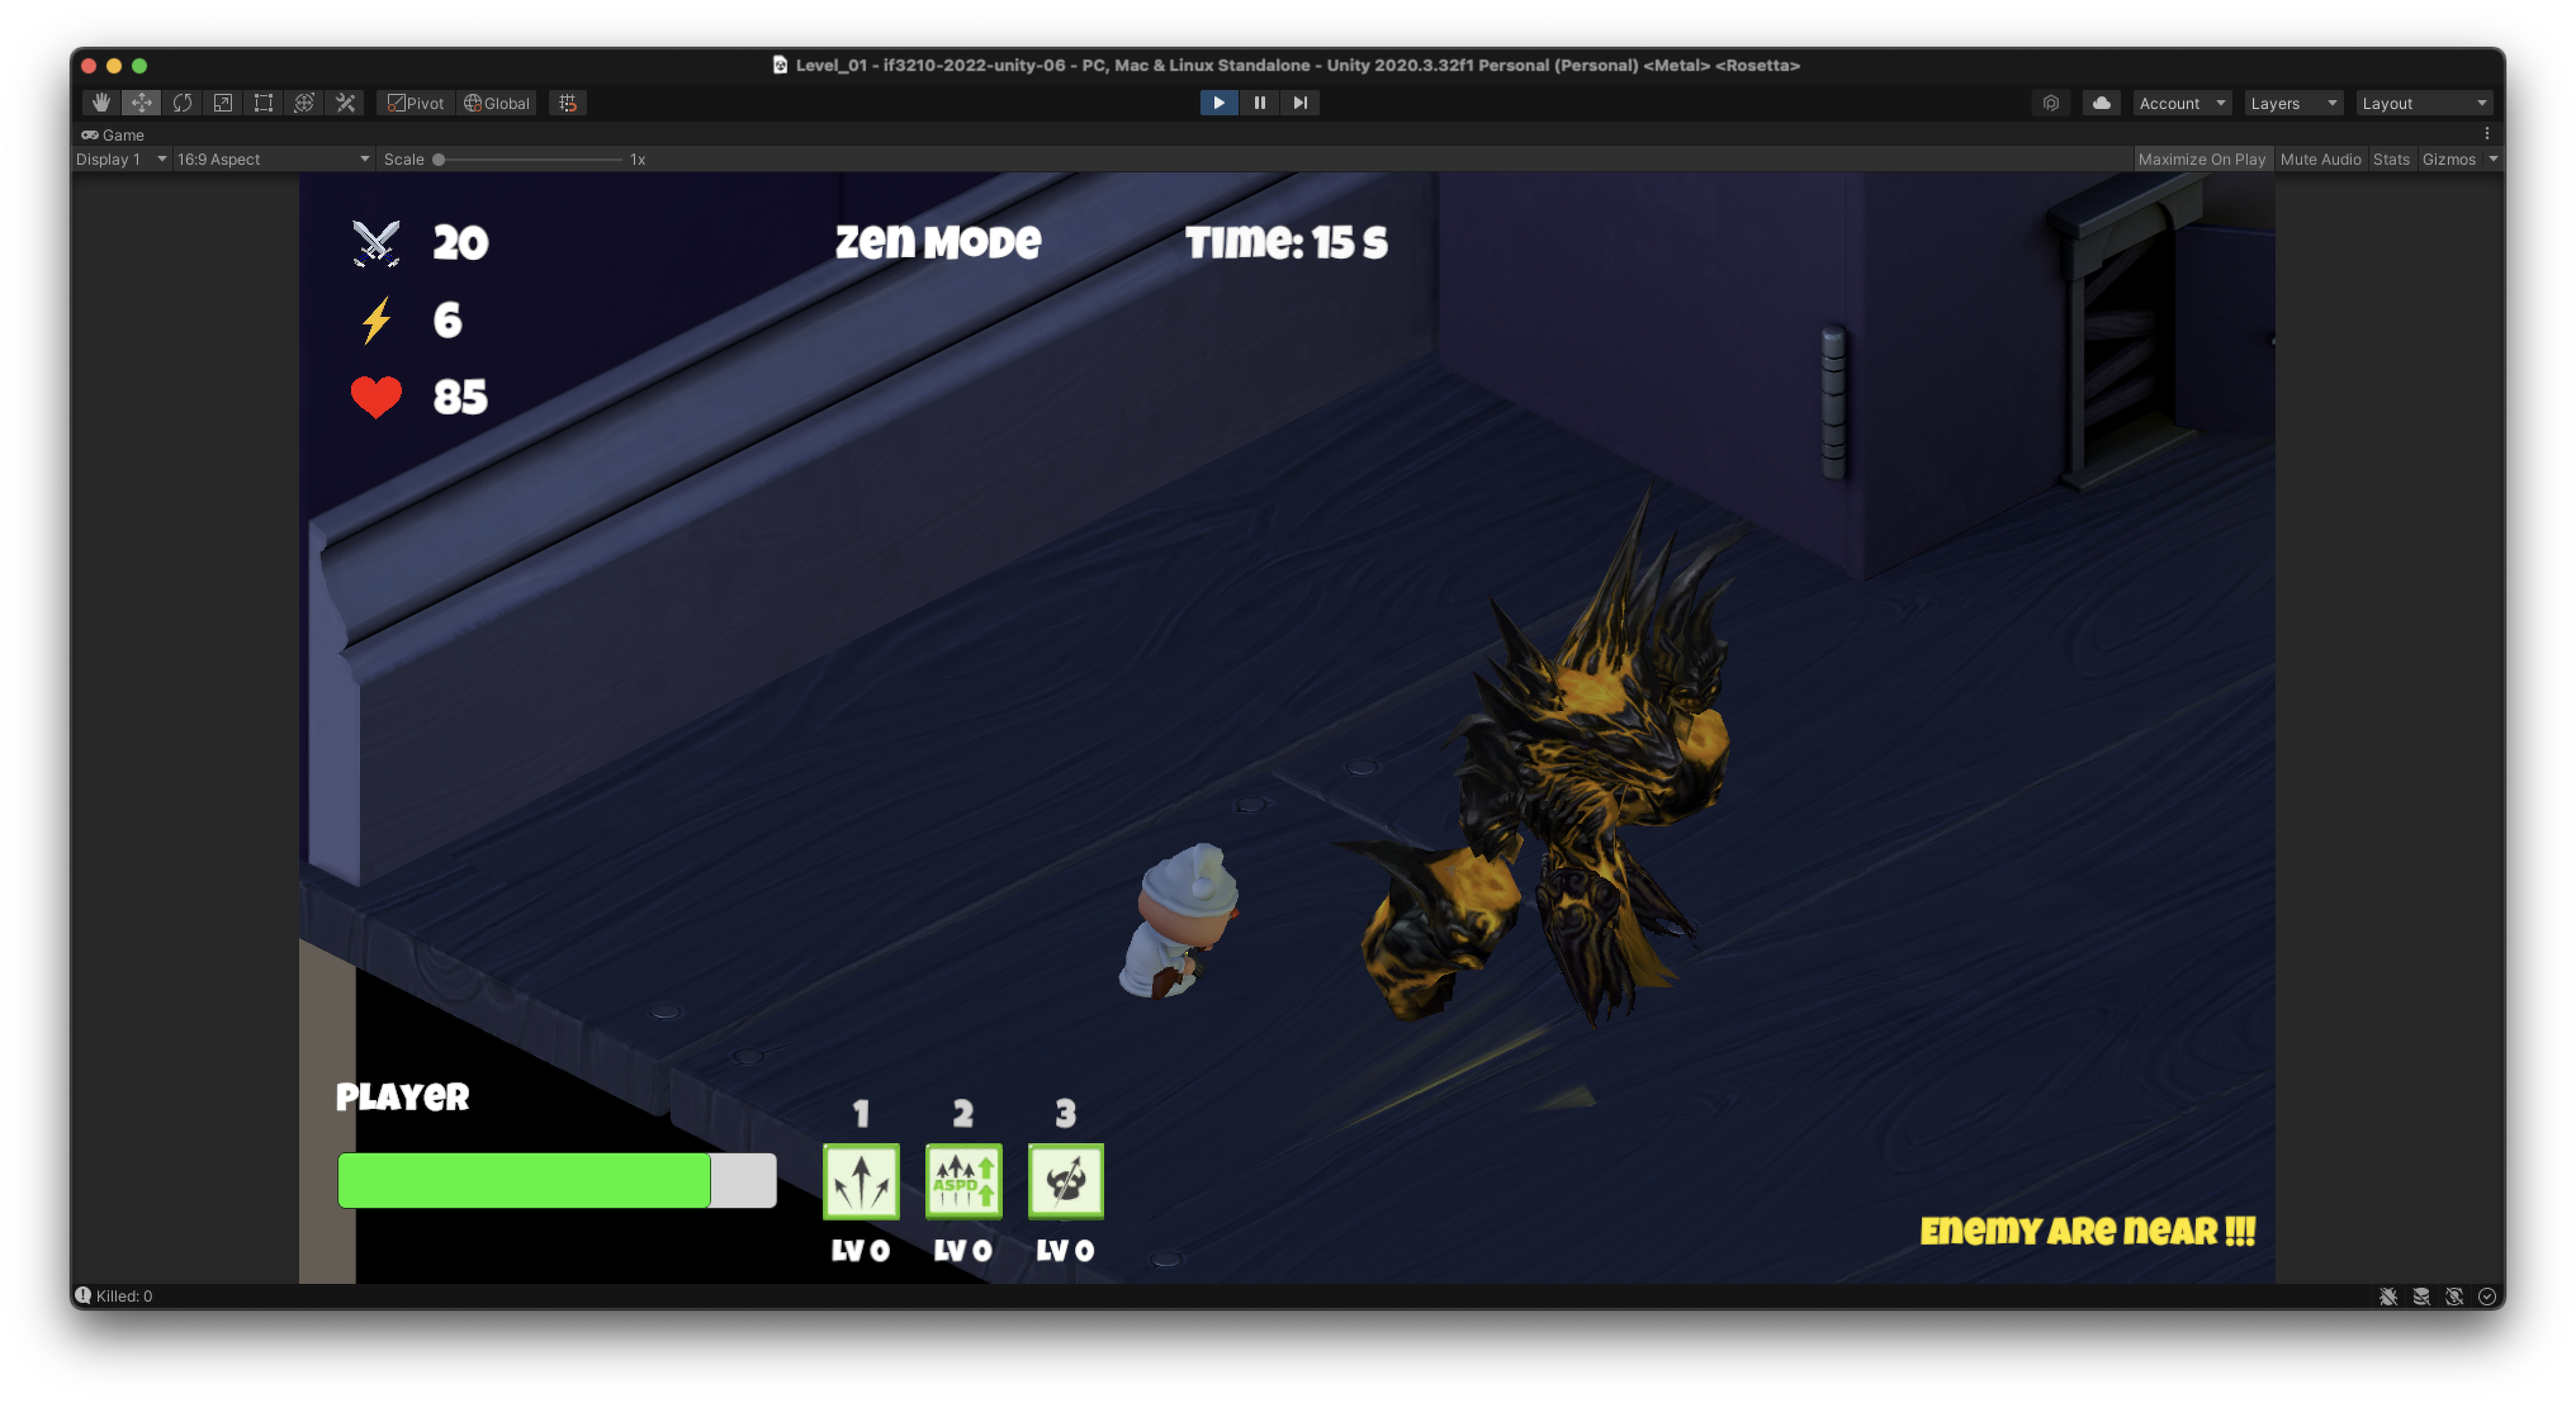 Level_01 - if3210-2022-unity-06 - PC, Mac & Linux Standalone - Unity 2020.3.32f1 Personal (Personal) <Metal> <Rosetta>
Pivot Global Account Layers Layout
Game
Display 1 16:9 Aspect Scale 1x Maximize On Play Mute Audio Stats Gizmos
20 Zen Mode Time: 15 s
6
85
Player
1 2 3
ASPD
Lv 0 Lv 0 Lv 0
Enemy are near !!!
Killed: 0